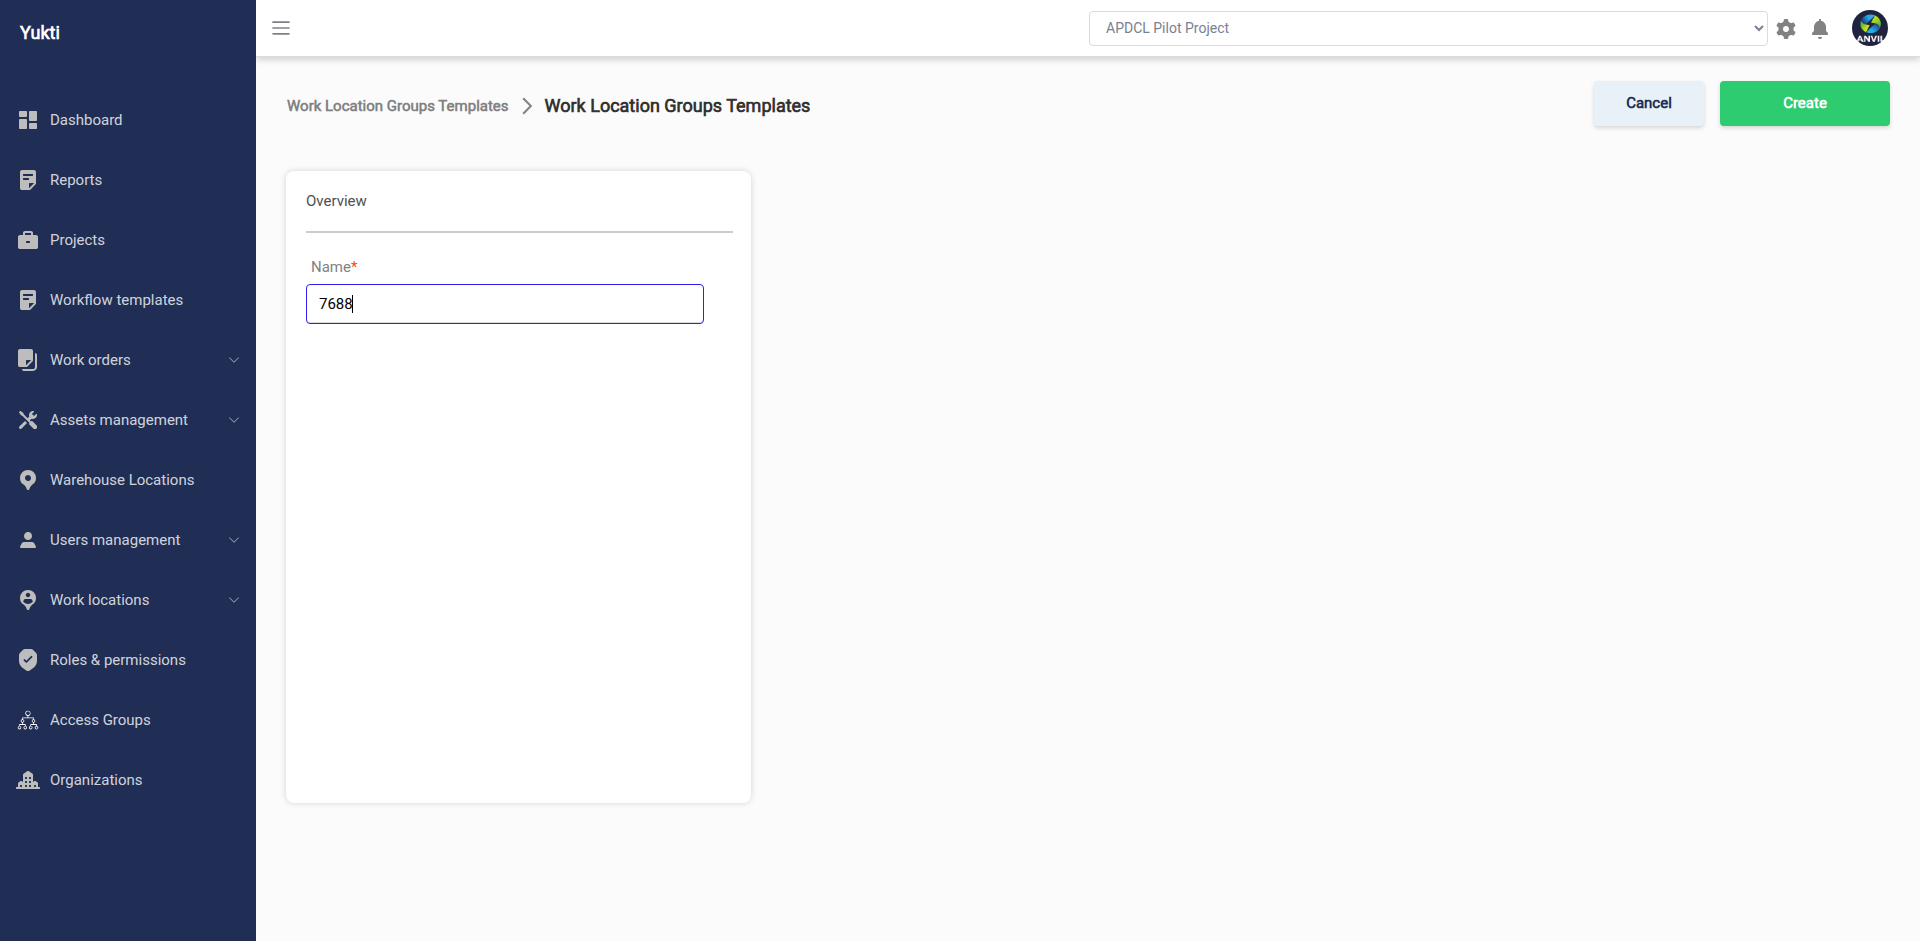 Yukti
APDCL Pilot Project
ANVIL
Work Location Groups Templates
Work Location Groups Templates
Cancel
Create
Dashboard
Reports
Projects
Workflow templates
Work orders
Assets management
Warehouse Locations
Users management
Work locations
Roles & permissions
Access Groups
Organizations
Overview
Name*
7688